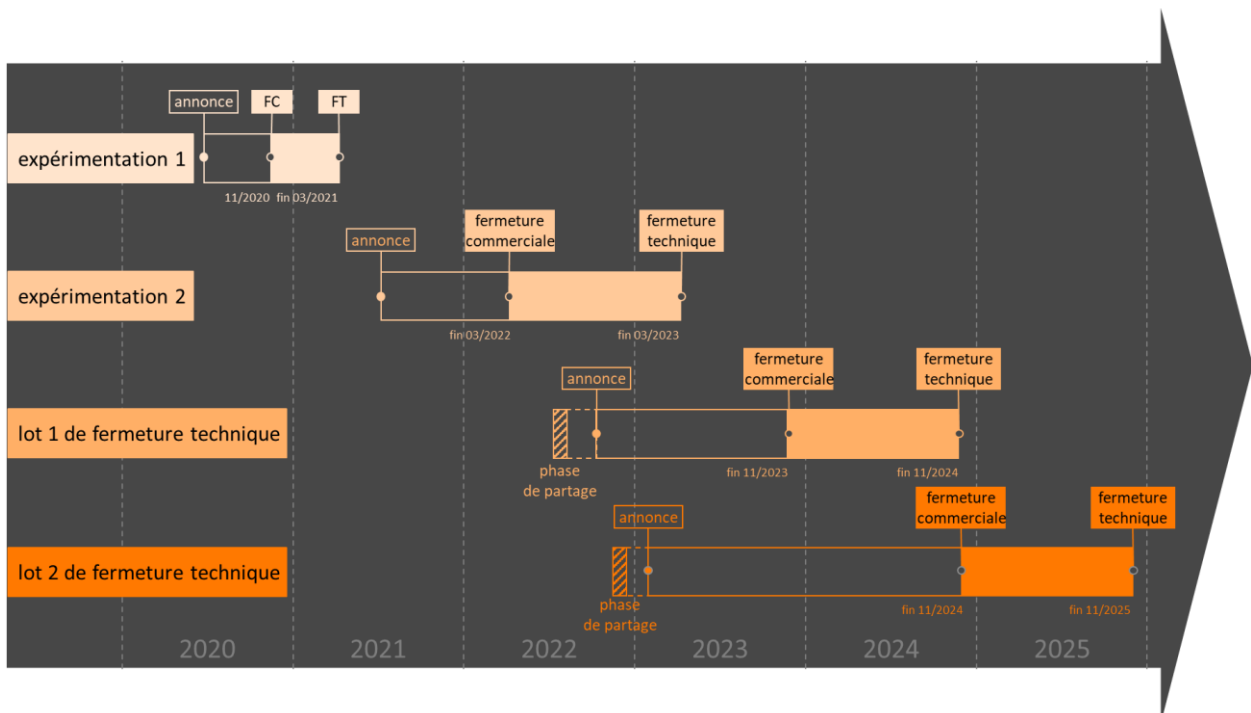 annonce FC FT
expérimentation 1
11/2020 fin 03/2021
annonce
fermeture
commerciale
fermeture
technique
expérimentation 2
fin 03/2022
fin 03/2023
annonce
fermeture
commerciale
fermeture
technique
lot 1 de fermeture technique
phase
de partage
fin 11/2023
fin 11/2024
annonce
fermeture
commerciale
fermeture
technique
lot 2 de fermeture technique
phase
de partage
fin 11/2024
fin 11/2025
2020 2021 2022 2023 2024 2025